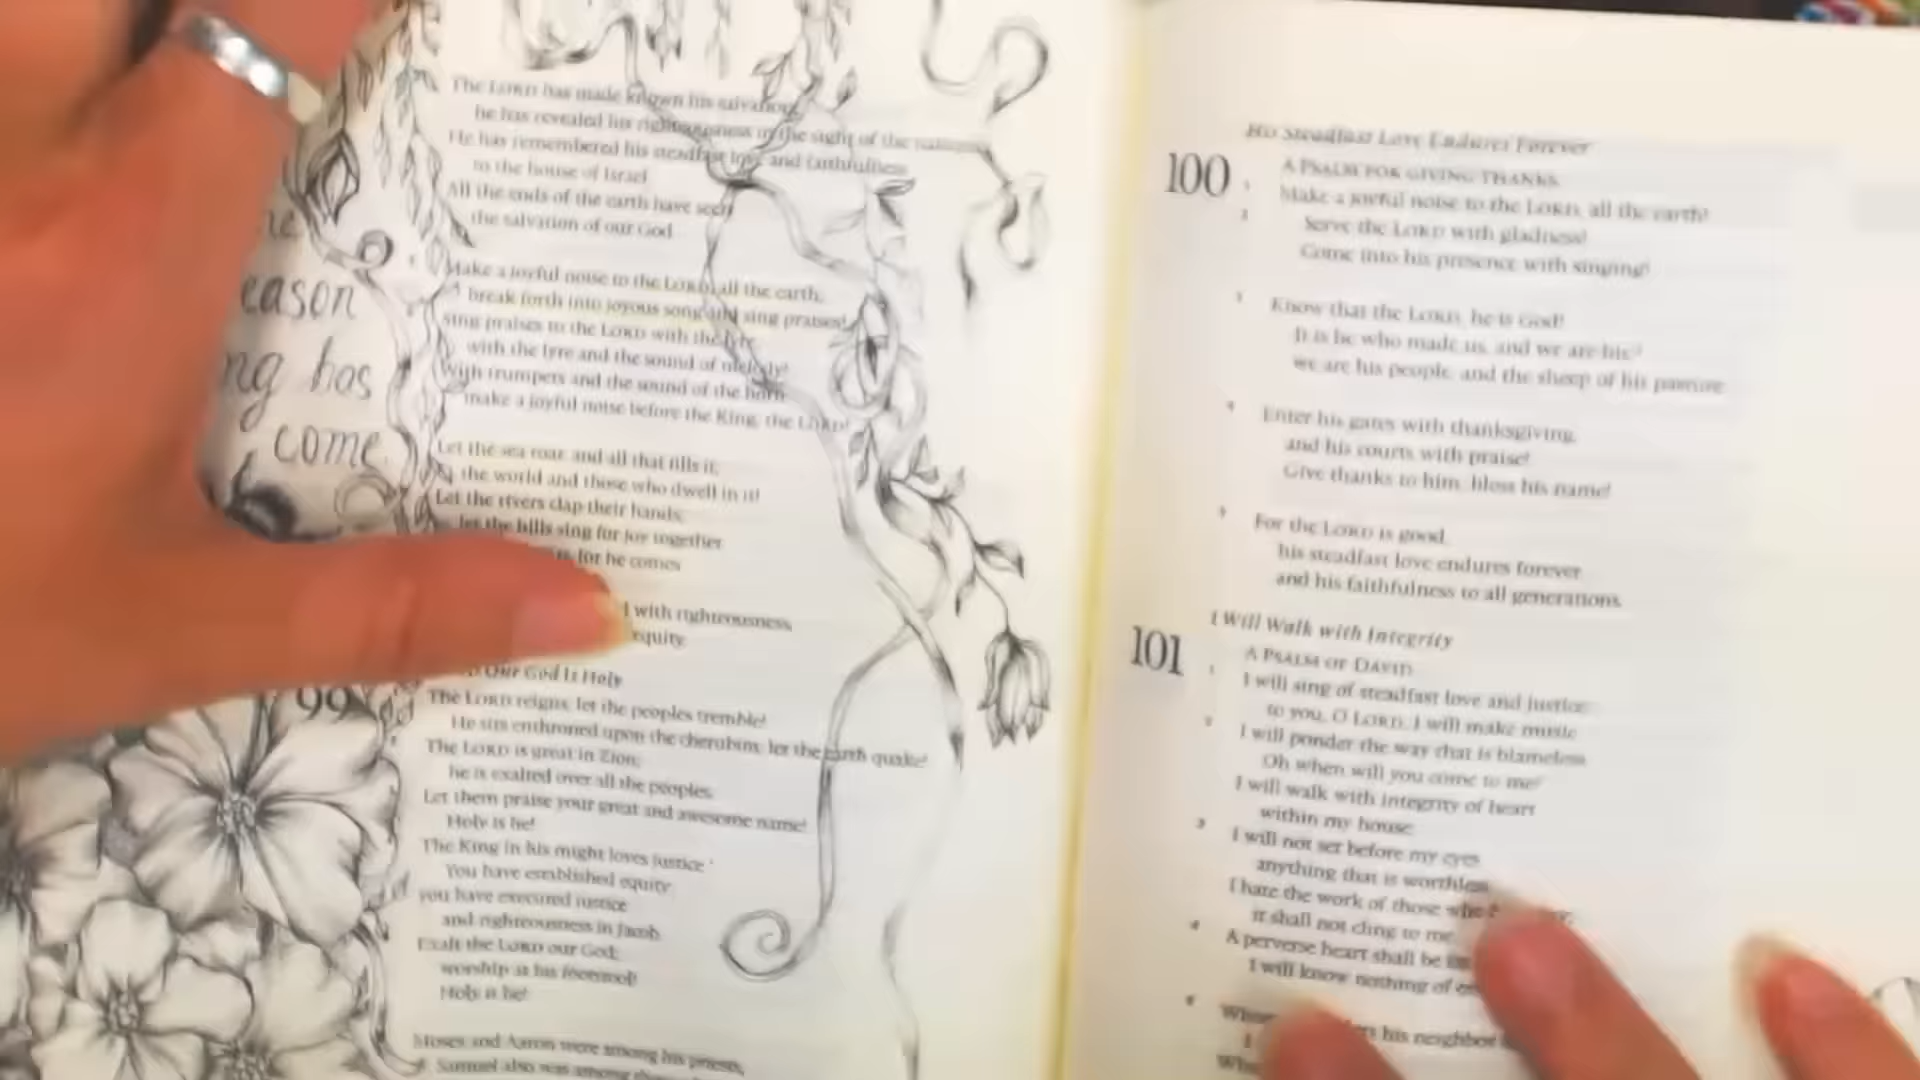 he
eason
ng has
come
The LORD has made known his salvation;
he has revealed his righteousness in the sight of the nations.
He has remembered his steadfast love and faithfulness
to the house of Israel.
All the ends of the earth have seen
the salvation of our God.
Make a joyful noise to the LORD, all the earth;
break forth into joyous song and sing praises!
Sing praises to the LORD with the lyre,
with the lyre and the sound of melody!
With trumpets and the sound of the horn
make a joyful noise before the King, the LORD!
Let the sea roar, and all that fills it;
the world and those who dwell in it!
Let the rivers clap their hands;
let the hills sing for joy together
for he comes
with righteousness,
equity.
Our God Is Holy
99
The LORD reigns; let the peoples tremble!
He sits enthroned upon the cherubim; let the earth quake!
The LORD is great in Zion;
he is exalted over all the peoples.
Let them praise your great and awesome name!
Holy is he!
The King in his might loves justice.
You have established equity;
you have executed justice
and righteousness in Jacob.
Exalt the LORD our God;
worship at his footstool!
Holy is he!
Moses and Aaron were among his priests,
Samuel also was among
His Steadfast Love Endures Forever
100
A PSALM FOR GIVING THANKS.
1 Make a joyful noise to the LORD, all the earth!
2 Serve the LORD with gladness!
Come into his presence with singing!
3 Know that the LORD, he is God!
It is he who made us, and we are his;
we are his people, and the sheep of his pasture.
4 Enter his gates with thanksgiving,
and his courts with praise!
Give thanks to him; bless his name!
5 For the LORD is good;
his steadfast love endures forever,
and his faithfulness to all generations.
I Will Walk with Integrity
101
A PSALM OF DAVID.
1 I will sing of steadfast love and justice;
to you, O LORD, I will make music.
2 I will ponder the way that is blameless.
Oh when will you come to me?
I will walk with integrity of heart
within my house;
3 I will not set before my eyes
anything that is worthless.
I hate the work of those who
it shall not cling to me.
4 A perverse heart shall be
I will know nothing of
his neighbor